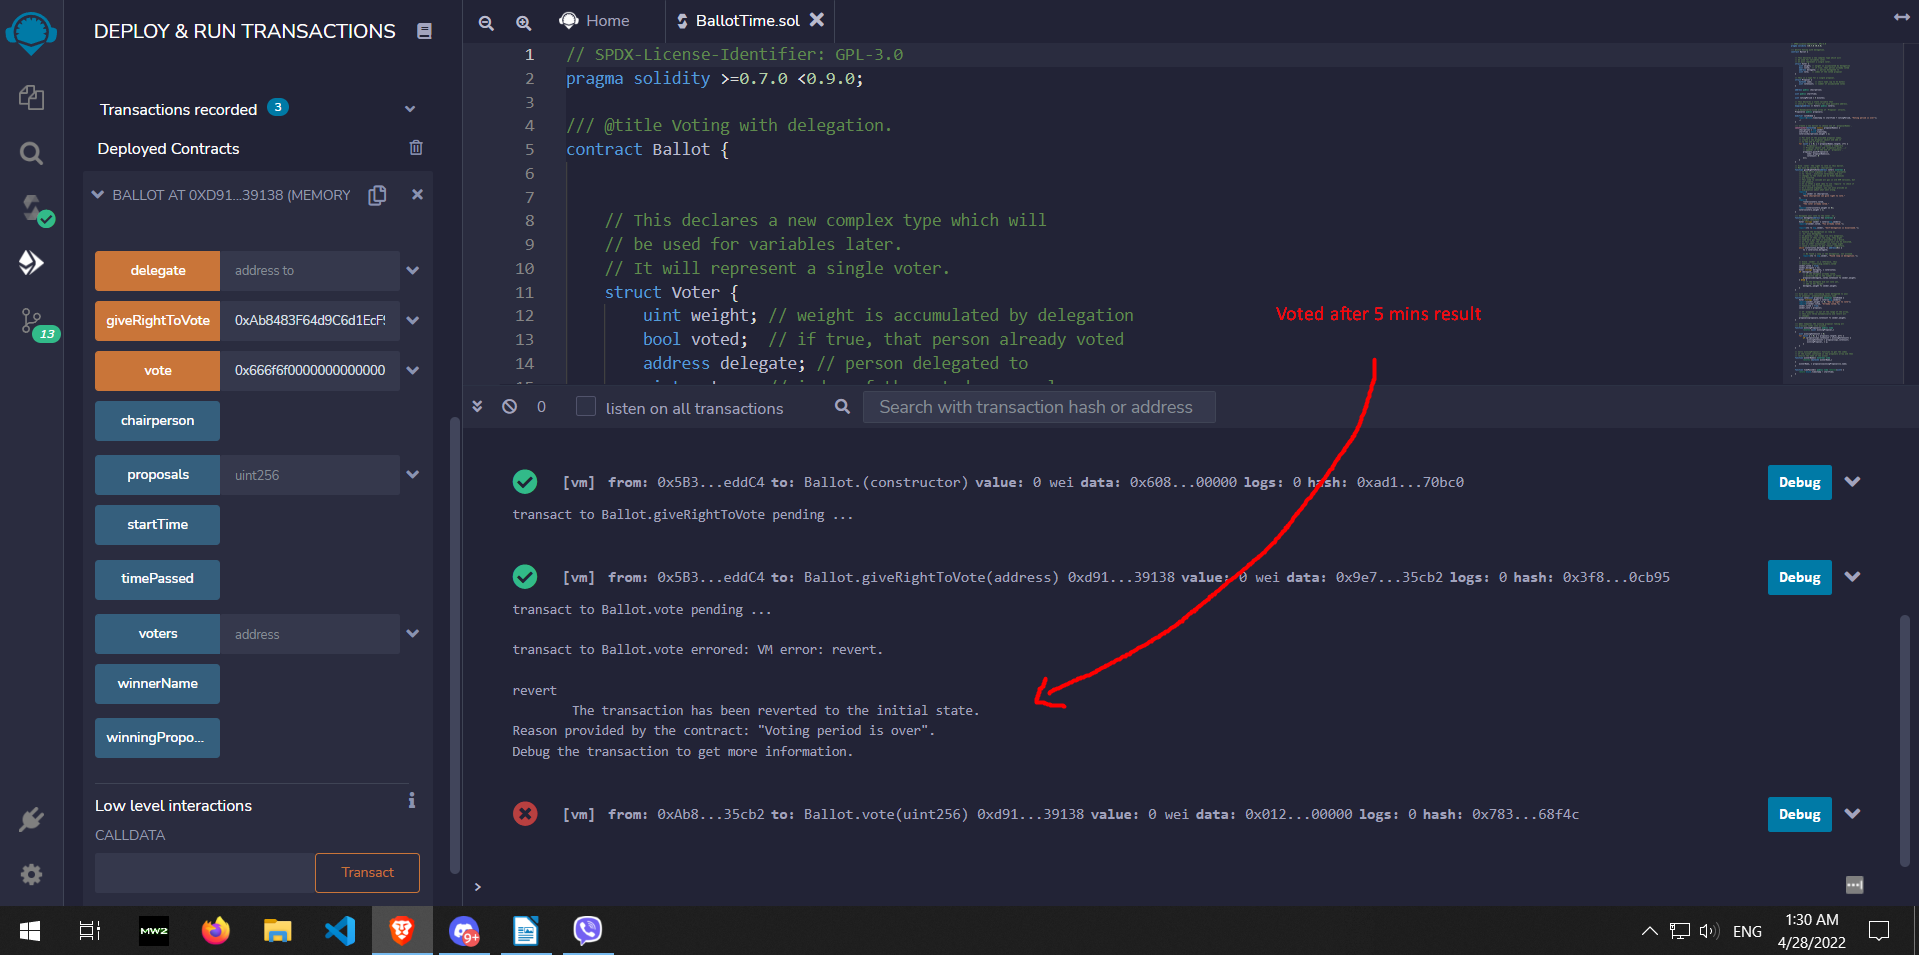 DEPLOY & RUN TRANSACTIONS
Transactions recorded 3
Deployed Contracts
BALLOT AT 0XD91...39138 (MEMORY
delegate address to
giveRightToVote 0xAb8483F64d9C6d1EcF9
vote 0x666f6f0000000000000
chairperson
proposals uint256
startTime
timePassed
voters address
winnerName
winningPropo...
Low level interactions
CALLDATA
Transact
13
Home BallotTime.sol
1 // SPDX-License-Identifier: GPL-3.0
2 pragma solidity >=0.7.0 <0.9.0;
3
4 /// @title Voting with delegation.
5 contract Ballot {
6
7
8 // This declares a new complex type which will
9 // be used for variables later.
10 // It will represent a single voter.
11 struct Voter {
12 uint weight; // weight is accumulated by delegation
13 bool voted;  // if true, that person already voted
14 address delegate; // person delegated to
Voted after 5 mins result
0 listen on all transactions Search with transaction hash or address
[vm] from: 0x5B3...eddC4 to: Ballot.(constructor) value: 0 wei data: 0x608...00000 logs: 0 hash: 0xad1...70bc0 Debug
transact to Ballot.giveRightToVote pending ...
[vm] from: 0x5B3...eddC4 to: Ballot.giveRightToVote(address) 0xd91...39138 value: 0 wei data: 0x9e7...35cb2 logs: 0 hash: 0x3f8...0cb95 Debug
transact to Ballot.vote pending ...
transact to Ballot.vote errored: VM error: revert.
revert
The transaction has been reverted to the initial state.
Reason provided by the contract: "Voting period is over".
Debug the transaction to get more information.
[vm] from: 0xAb8...35cb2 to: Ballot.vote(uint256) 0xd91...39138 value: 0 wei data: 0x012...00000 logs: 0 hash: 0x783...68f4c Debug
>
MW2
9+
ENG
1:30 AM
4/28/2022